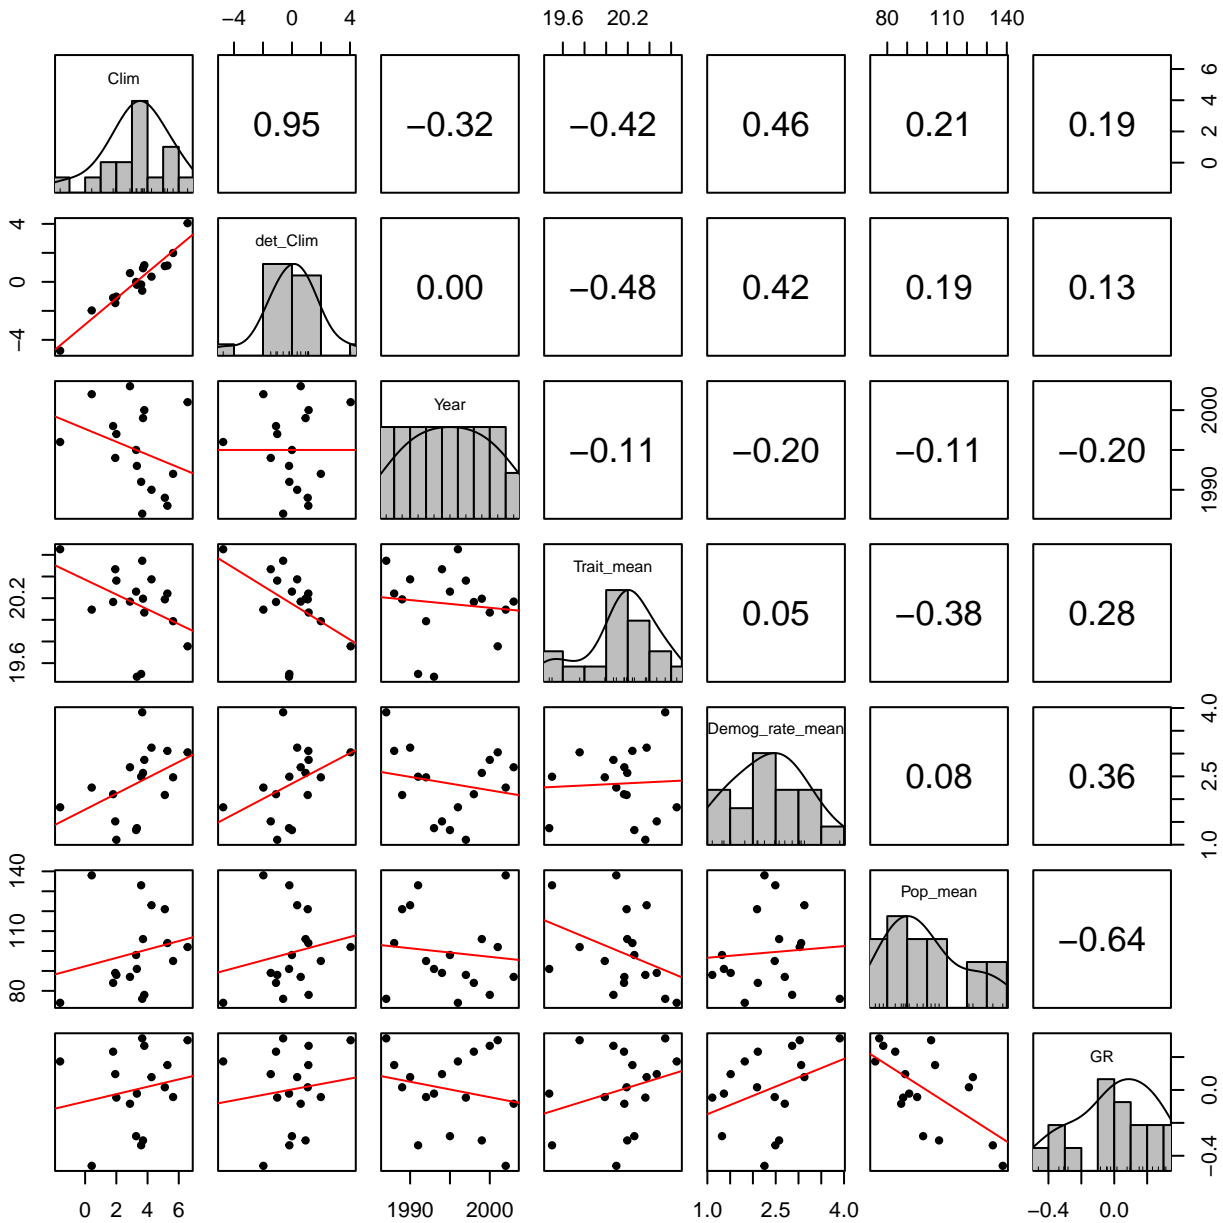 −4 0 4 19.6 20.2 80 110 140
Clim 0.95 −0.32 −0.42 0.46 0.21 0.19 0 2 4 6
−4 0 4 det_Clim 0.00 −0.48 0.42 0.19 0.13
Year −0.11 −0.20 −0.11 −0.20 1990 2000
19.6 20.2 Trait_mean 0.05 −0.38 0.28
Demog_rate_mean 0.08 0.36 1.0 2.5 4.0
80 110 140 Pop_mean −0.64
GR −0.4 0.0
0 2 4 6 1990 2000 1.0 2.5 4.0 −0.4 0.0